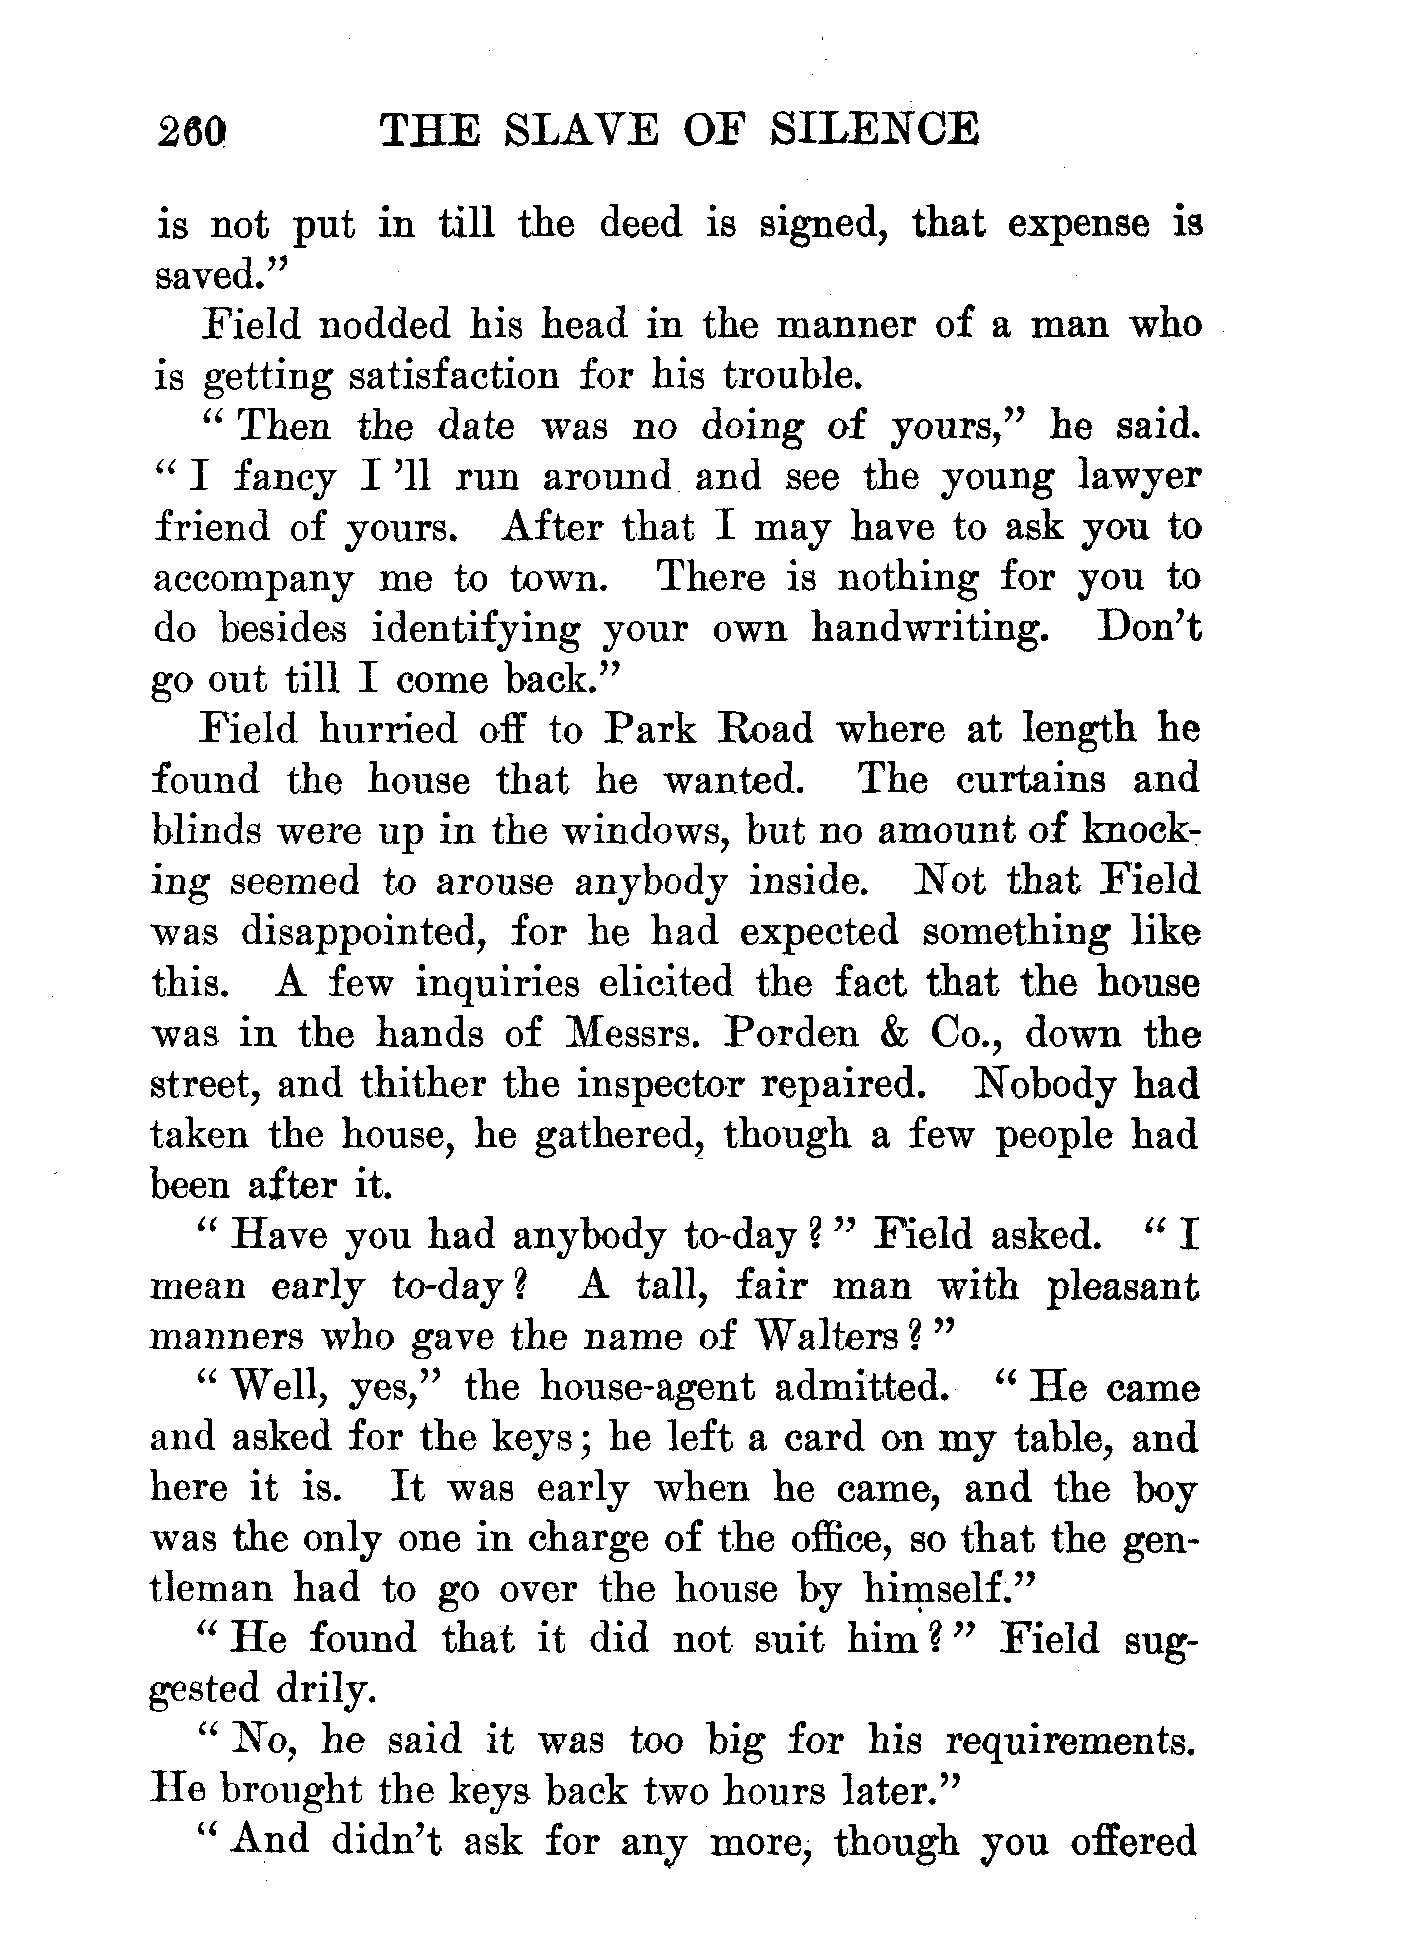 260 THE SLAVE OF SILENCE
is not put in till the deed is signed, that expense is
saved.”
Field nodded his head in the manner of a man who
is getting satisfaction for his trouble.
“ Then the date was no doing of yours,” he said.
“ I fancy I ’ll run around and see the young lawyer
friend of yours. After that I may have to ask you to
accompany me to town. There is nothing for you to
do besides identifying your own handwriting. Don’t
go out till I come back.”
Field hurried off to Park Road where at length he
found the house that he wanted. The curtains and
blinds were up in the windows, but no amount of knock-
ing seemed to arouse anybody inside. Not that Field
was disappointed, for he had expected something like
this. A few inquiries elicited the fact that the house
was in the hands of Messrs. Porden & Co., down the
street, and thither the inspector repaired. Nobody had
taken the house, he gathered, though a few people had
been after it.
“ Have you had anybody to-day ? ” Field asked. “ I
mean early to-day ? A tall, fair man with pleasant
manners who gave the name of Walters ? ”
“ Well, yes,” the house-agent admitted. “ He came
and asked for the keys ; he left a card on my table, and
here it is. It was early when he came, and the boy
was the only one in charge of the office, so that the gen-
tleman had to go over the house by himself.”
“ He found that it did not suit him ? ” Field sug-
gested drily.
“ No, he said it was too big for his requirements.
He brought the keys back two hours later.”
“ And didn’t ask for any more, though you offered